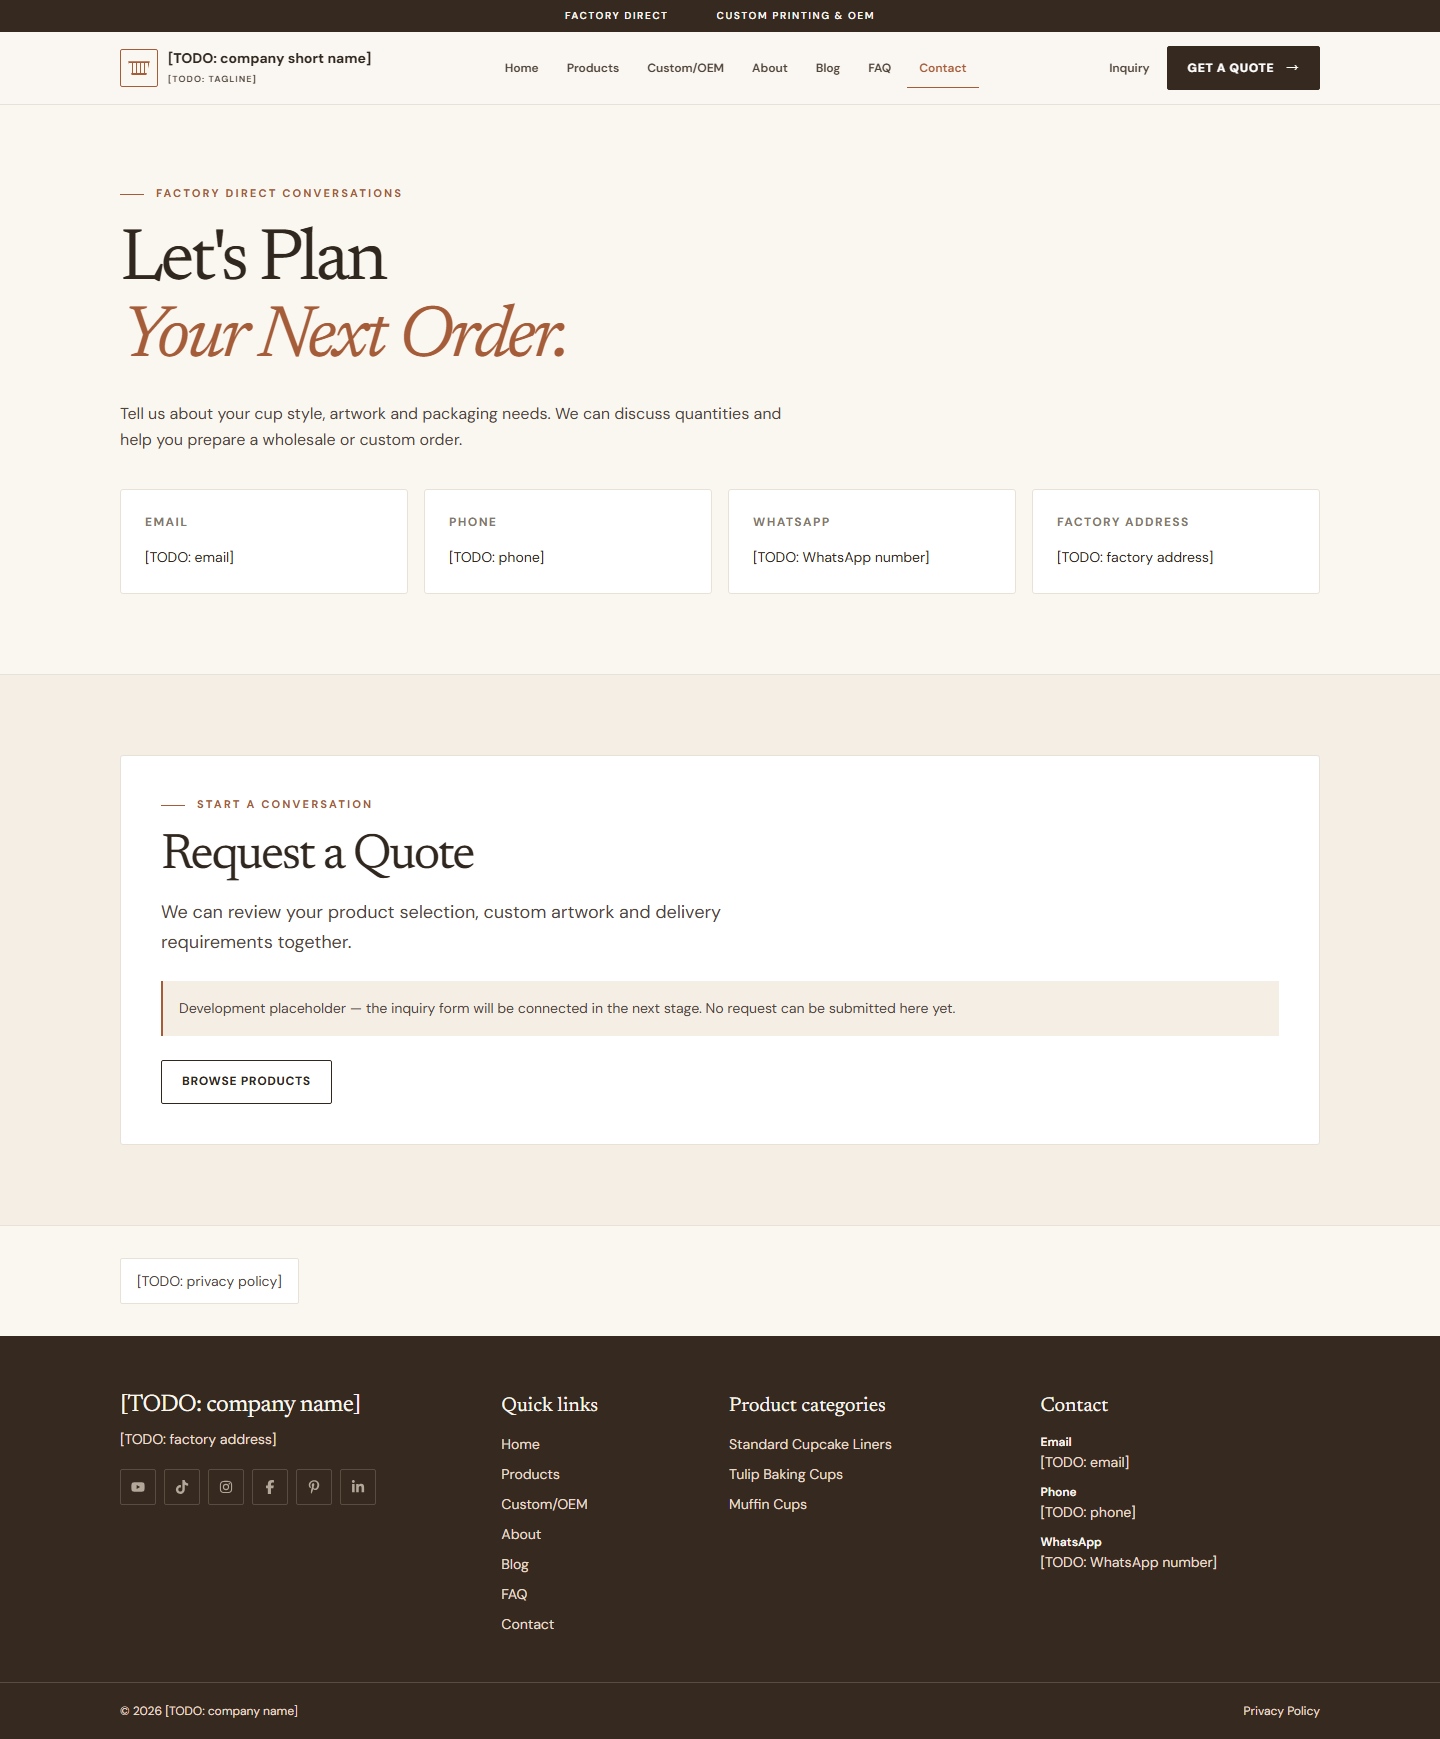 FACTORY DIRECT CUSTOM PRINTING & OEM
[TODO: company short name]
[TODO: TAGLINE]
Home Products Custom/OEM About Blog FAQ Contact
Inquiry GET A QUOTE →
FACTORY DIRECT CONVERSATIONS
Let's Plan
Your Next Order.
Tell us about your cup style, artwork and packaging needs. We can discuss quantities and
help you prepare a wholesale or custom order.
EMAIL
[TODO: email]
PHONE
[TODO: phone]
WHATSAPP
[TODO: WhatsApp number]
FACTORY ADDRESS
[TODO: factory address]
START A CONVERSATION
Request a Quote
We can review your product selection, custom artwork and delivery
requirements together.
Development placeholder — the inquiry form will be connected in the next stage. No request can be submitted here yet.
BROWSE PRODUCTS
[TODO: privacy policy]
[TODO: company name]
[TODO: factory address]
Quick links
Home
Products
Custom/OEM
About
Blog
FAQ
Contact
Product categories
Standard Cupcake Liners
Tulip Baking Cups
Muffin Cups
Contact
Email
[TODO: email]
Phone
[TODO: phone]
WhatsApp
[TODO: WhatsApp number]
© 2026 [TODO: company name]
Privacy Policy